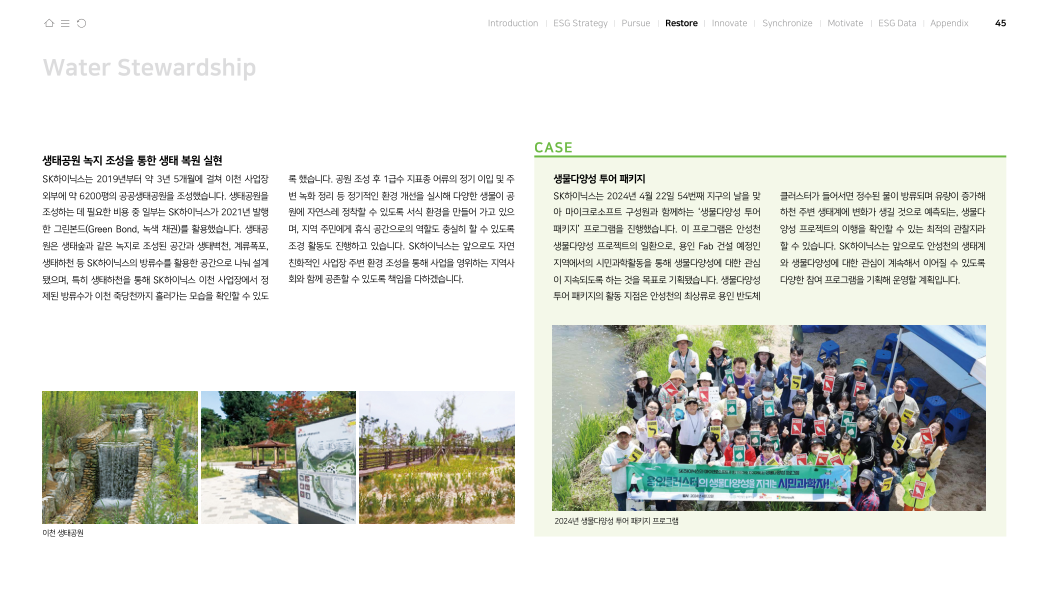 Introduction | ESG Strategy | Pursue | Restore | Innovate | Synchronize | Motivate | ESG Data | Appendix 45
Water Stewardship
생태공원 녹지 조성을 통한 생태 복원 실현
SK하이닉스는 2019년부터 약 3년 5개월에 걸쳐 이천 사업장
외부에 약 6200평의 공공생태공원을 조성했습니다. 생태공원을
조성하는 데 필요한 비용 중 일부는 SK하이닉스가 2021년 발행
한 그린본드(Green Bond, 녹색 채권)를 활용했습니다. 생태공
원은 생태숲과 같은 녹지로 조성된 공간과 생태벽천, 계류폭포,
생태하천 등 SK하이닉스의 방류수를 활용한 공간으로 나눠 설계
됐으며, 특히 생태하천을 통해 SK하이닉스 이천 사업장에서 정
제된 방류수가 이천 죽당천까지 흘러가는 모습을 확인할 수 있도
록 했습니다. 공원 조성 후 1급수 지표종 어류의 정기 이입 및 주
변 녹화 정리 등 정기적인 환경 개선을 실시해 다양한 생물이 공
원에 자연스레 정착할 수 있도록 서식 환경을 만들어 가고 있으
며, 지역 주민에게 휴식 공간으로의 역할도 충실히 할 수 있도록
조경 활동도 진행하고 있습니다. SK하이닉스는 앞으로도 자연
친화적인 사업장 주변 환경 조성을 통해 사업을 영위하는 지역사
회와 함께 공존할 수 있도록 책임을 다하겠습니다.
이천 생태공원
CASE
생물다양성 투어 패키지
SK하이닉스는 2024년 4월 22일 54번째 지구의 날을 맞
아 마이크로소프트 구성원과 함께하는 '생물다양성 투어
패키지' 프로그램을 진행했습니다. 이 프로그램은 안성천
생물다양성 프로젝트의 일환으로, 용인 Fab 건설 예정인
지역에서의 시민과학활동을 통해 생물다양성에 대한 관심
이 지속되도록 하는 것을 목표로 기획됐습니다. 생물다양성
투어 패키지의 활동 지점은 안성천의 최상류로 용인 반도체
클러스터가 들어서면 정수된 물이 방류되며 유량이 증가해
하천 주변 생태계에 변화가 생길 것으로 예측되는, 생물다
양성 프로젝트의 이행을 확인할 수 있는 최적의 관찰지라
할 수 있습니다. SK하이닉스는 앞으로도 안성천의 생태계
와 생물다양성에 대한 관심이 계속해서 이어질 수 있도록
다양한 참여 프로그램을 기획해 운영할 계획입니다.
용인클러스터의 생물다양성을 지키는 시민과학자!
Microsoft
2024년 생물다양성 투어 패키지 프로그램